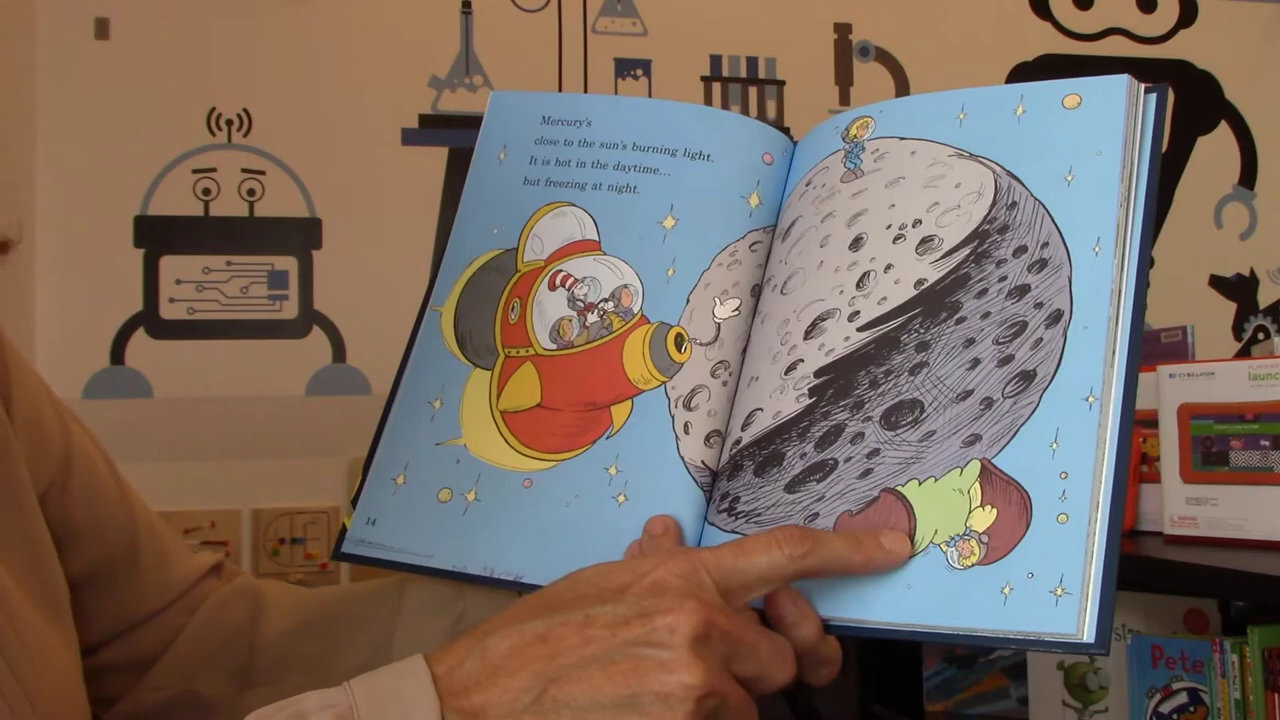 Mercury's
close to the sun's burning light.
It is hot in the daytime...
but freezing at night.
14
Pete